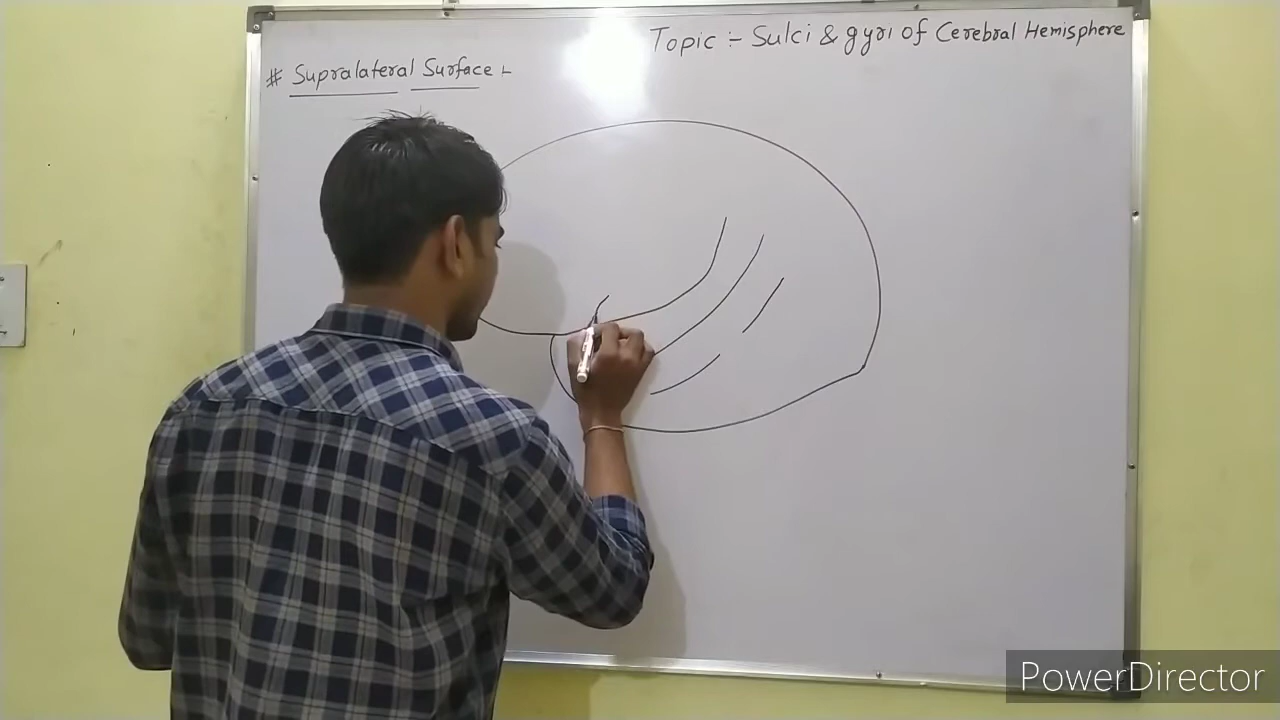 Topic :- Sulci & gyri of Cerebral Hemisphere
# Supralateral Surface :-
PowerDirector